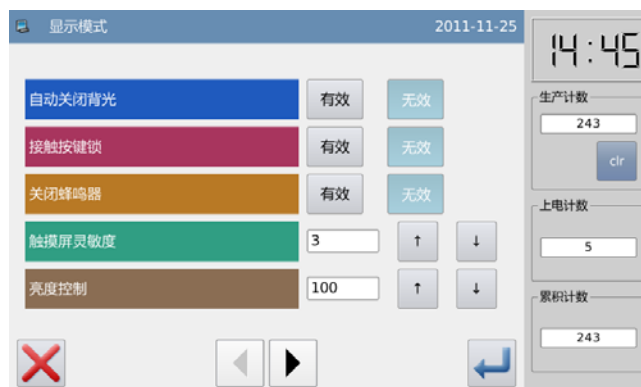 显示模式 2011-11-25
14:45
自动关闭背光 有效 无效
接触按键锁 有效 无效
关闭蜂鸣器 有效 无效
触摸屏灵敏度 3 ↑ ↓
亮度控制 100 ↑ ↓
生产计数
243
clr
上电计数
5
累积计数
243